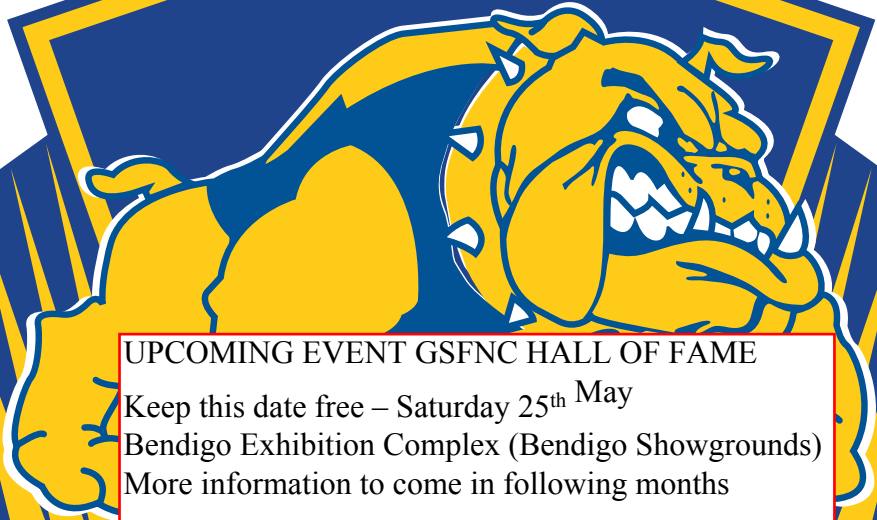 UPCOMING EVENT GSFNC HALL OF FAME
Keep this date free – Saturday 25th May
Bendigo Exhibition Complex (Bendigo Showgrounds)
More information to come in following months